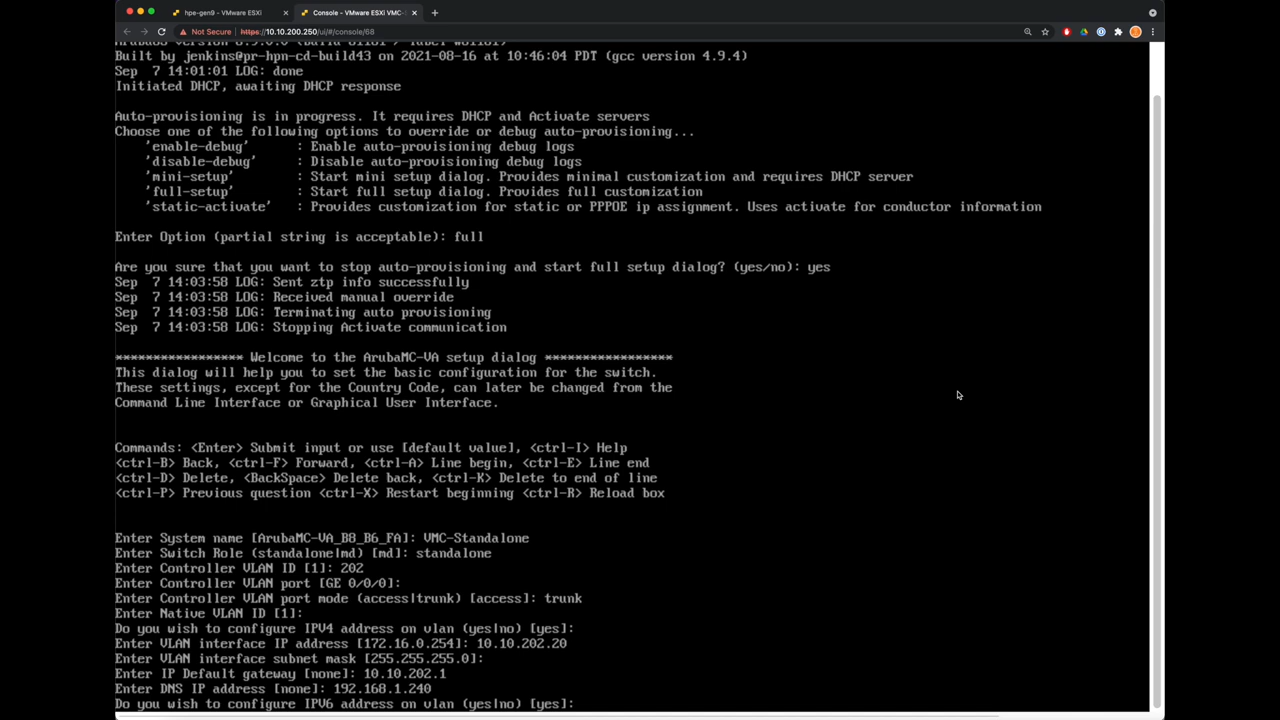 hpe-gen9 - VMware ESXi
Console - VMware ESXi VMC-
Not Secure
https://10.10.200.250/ui/#/console/68
Built by jenkins@pr-hpn-cd-build43 on 2021-08-16 at 10:46:04 PDT (gcc version 4.9.4)
Sep  7 14:01:01 LOG: done
Initiated DHCP, awaiting DHCP response
Auto-provisioning is in progress. It requires DHCP and Activate servers
Choose one of the following options to override or debug auto-provisioning...
'enable-debug'      : Enable auto-provisioning debug logs
'disable-debug'     : Disable auto-provisioning debug logs
'mini-setup'        : Start mini setup dialog. Provides minimal customization and requires DHCP server
'full-setup'        : Start full setup dialog. Provides full customization
'static-activate'   : Provides customization for static or PPPOE ip assignment. Uses activate for conductor information
Enter Option (partial string is acceptable): full
Are you sure that you want to stop auto-provisioning and start full setup dialog? (yes/no): yes
Sep  7 14:03:58 LOG: Sent ztp info successfully
Sep  7 14:03:58 LOG: Received manual override
Sep  7 14:03:58 LOG: Terminating auto provisioning
Sep  7 14:03:58 LOG: Stopping Activate communication
***************** Welcome to the ArubaMC-VA setup dialog *****************
This dialog will help you to set the basic configuration for the switch.
These settings, except for the Country Code, can later be changed from the
Command Line Interface or Graphical User Interface.
Commands: <Enter> Submit input or use [default value], <ctrl-I> Help
<ctrl-B> Back, <ctrl-F> Forward, <ctrl-A> Line begin, <ctrl-E> Line end
<ctrl-D> Delete, <BackSpace> Delete back, <ctrl-K> Delete to end of line
<ctrl-P> Previous question <ctrl-X> Restart beginning <ctrl-R> Reload box
Enter System name [ArubaMC-VA_B8_B6_FA]: VMC-Standalone
Enter Switch Role (standalone|md) [md]: standalone
Enter Controller VLAN ID [1]: 202
Enter Controller VLAN port [GE 0/0/0]:
Enter Controller VLAN port mode (access|trunk) [access]: trunk
Enter Native VLAN ID [1]:
Do you wish to configure IPV4 address on vlan (yes|no) [yes]:
Enter VLAN interface IP address [172.16.0.254]: 10.10.202.20
Enter VLAN interface subnet mask [255.255.255.0]:
Enter IP Default gateway [none]: 10.10.202.1
Enter DNS IP address [none]: 192.168.1.240
Do you wish to configure IPV6 address on vlan (yes|no) [yes]: